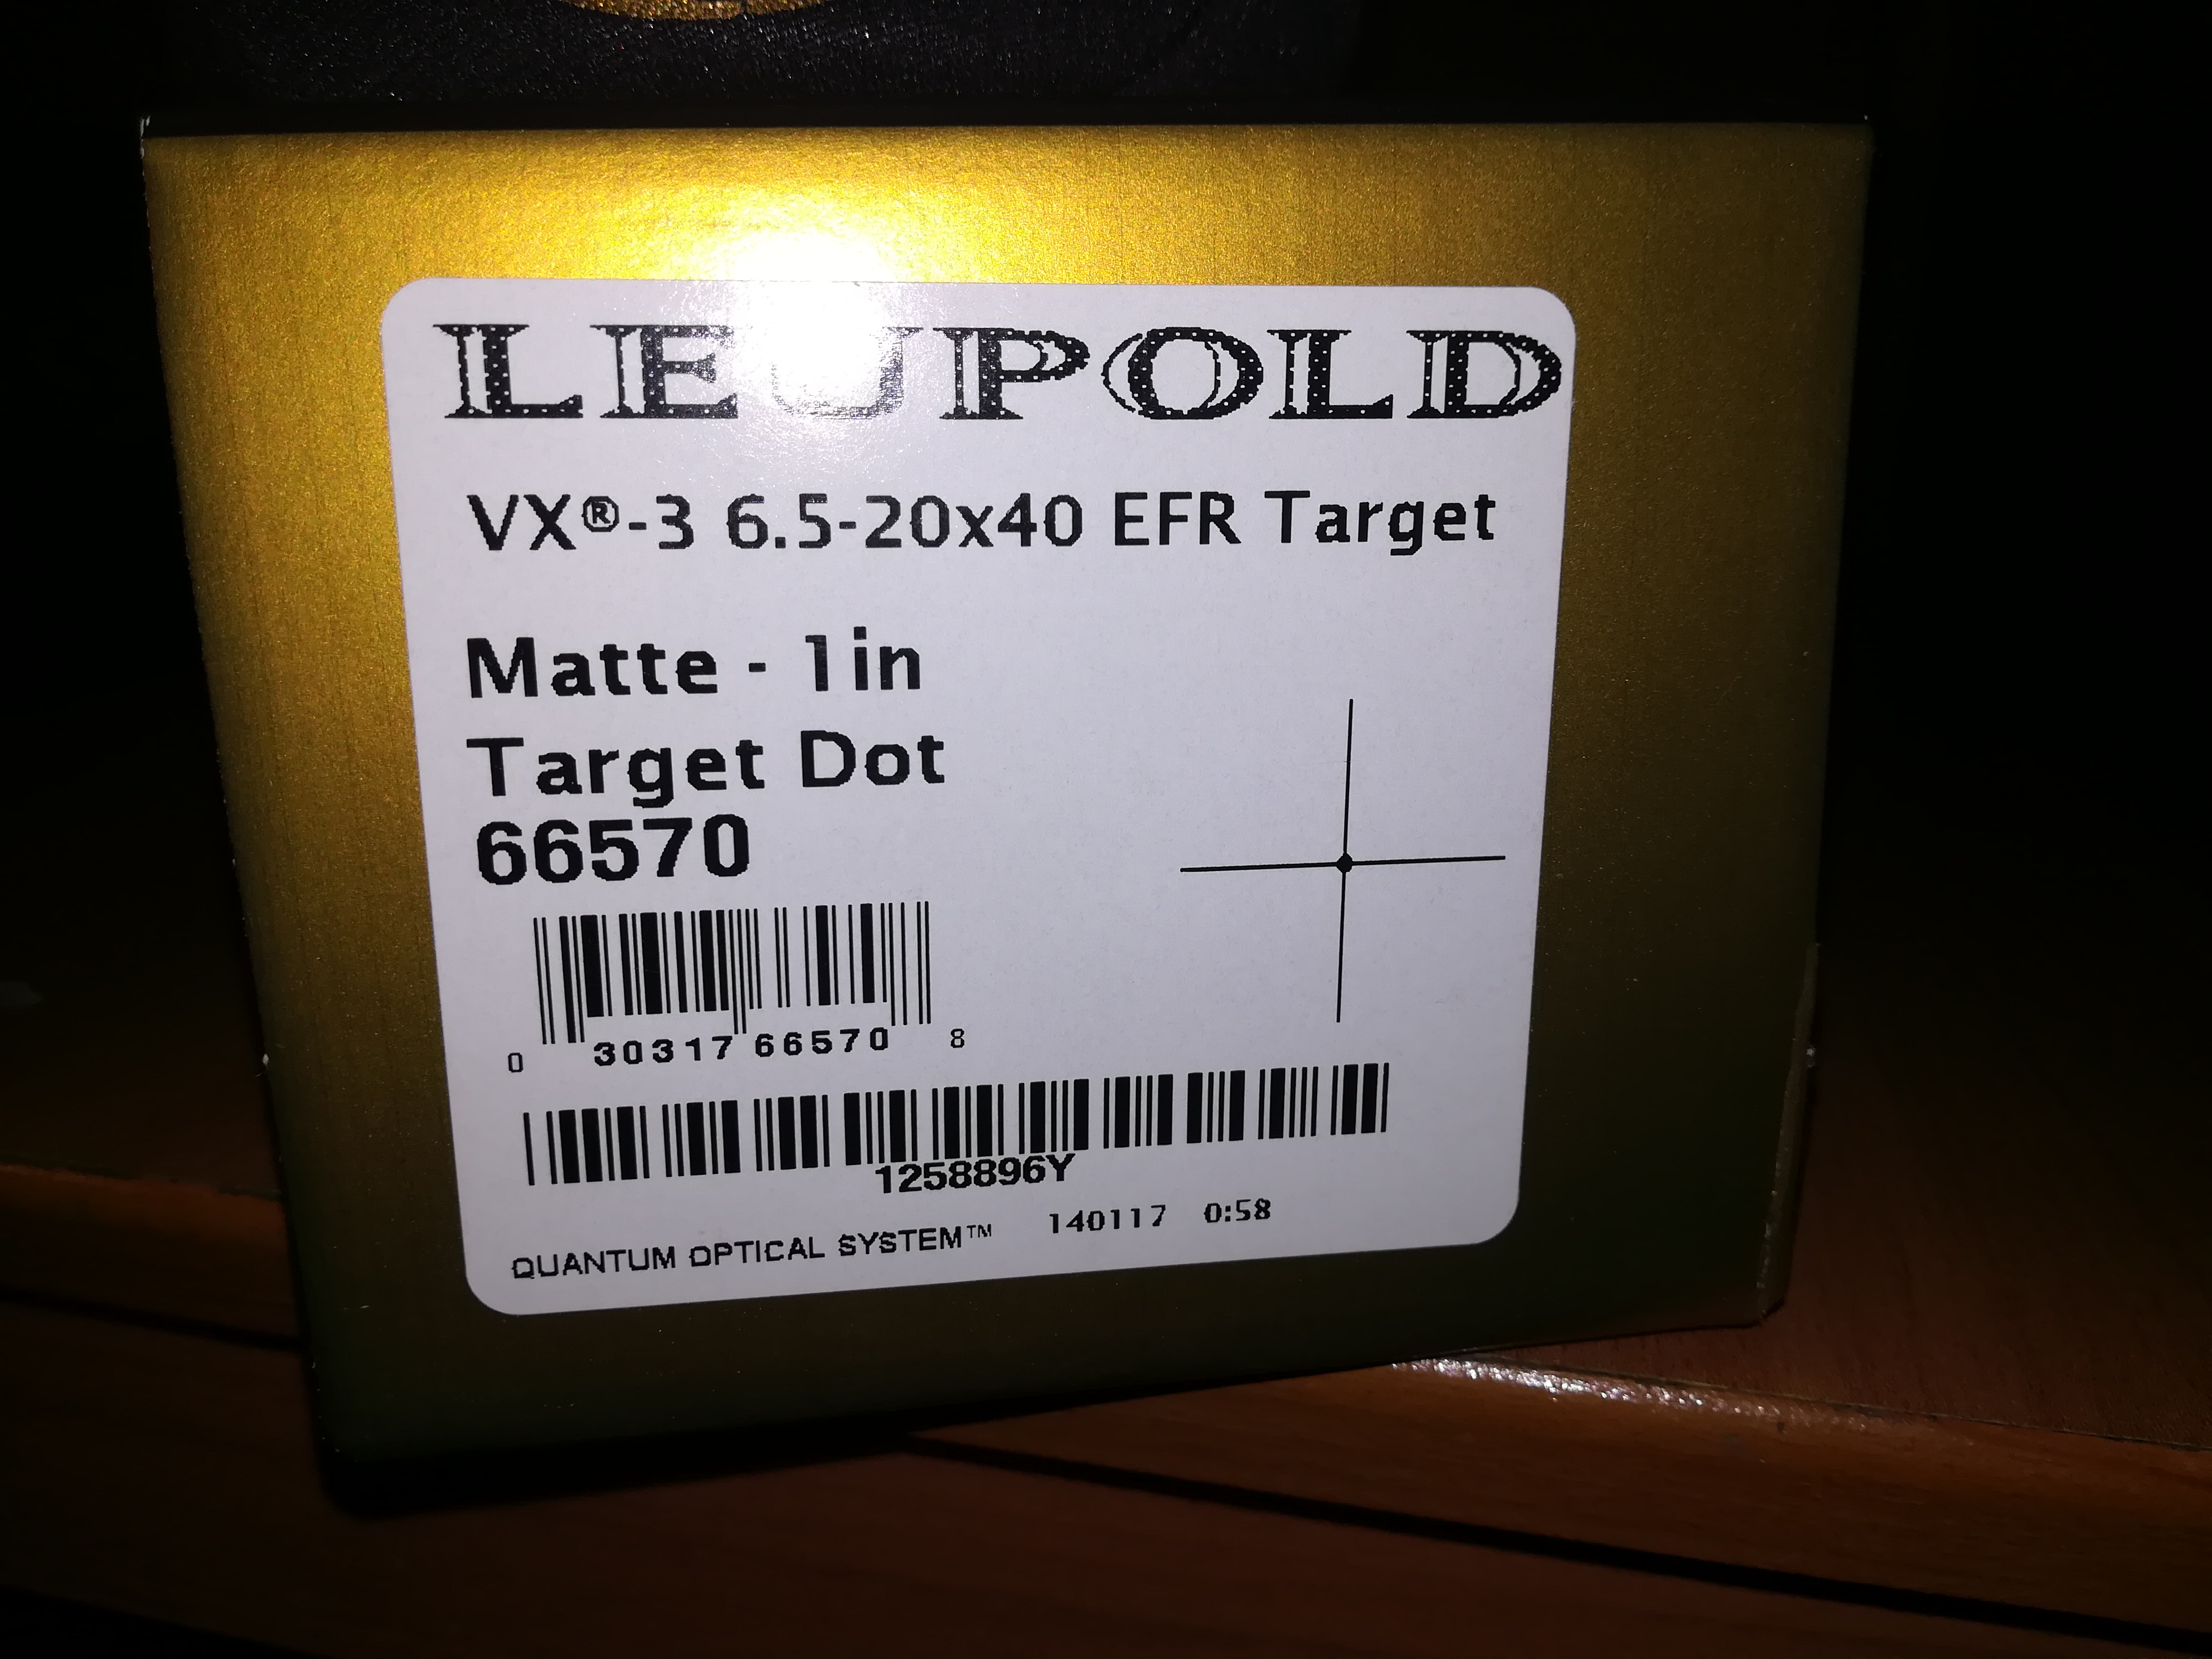 LEUPOLD
VX®-3 6.5-20x40 EFR Target
Matte - 1in
Target Dot
66570
0 30317 66570 8
1258896Y
QUANTUM OPTICAL SYSTEM™ 140117 0:58